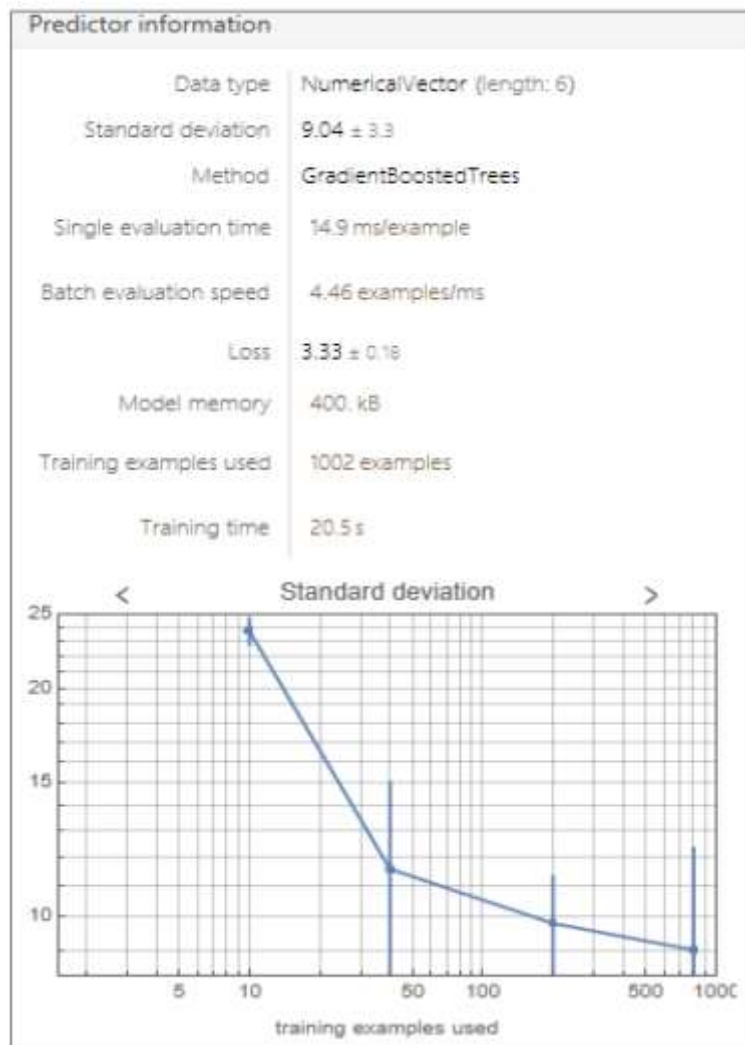 Predictor information
Data type NumericalVector (length: 6)
Standard deviation 9.04 ± 3.3
Method GradientBoostedTrees
Single evaluation time 14.9 ms/example
Batch evaluation speed 4.46 examples/ms
Loss 3.33 ± 0.18
Model memory 400. kB
Training examples used 1002 examples
Training time 20.5 s
< Standard deviation >
25
20
15
10
5 10 50 100 500 1000
training examples used